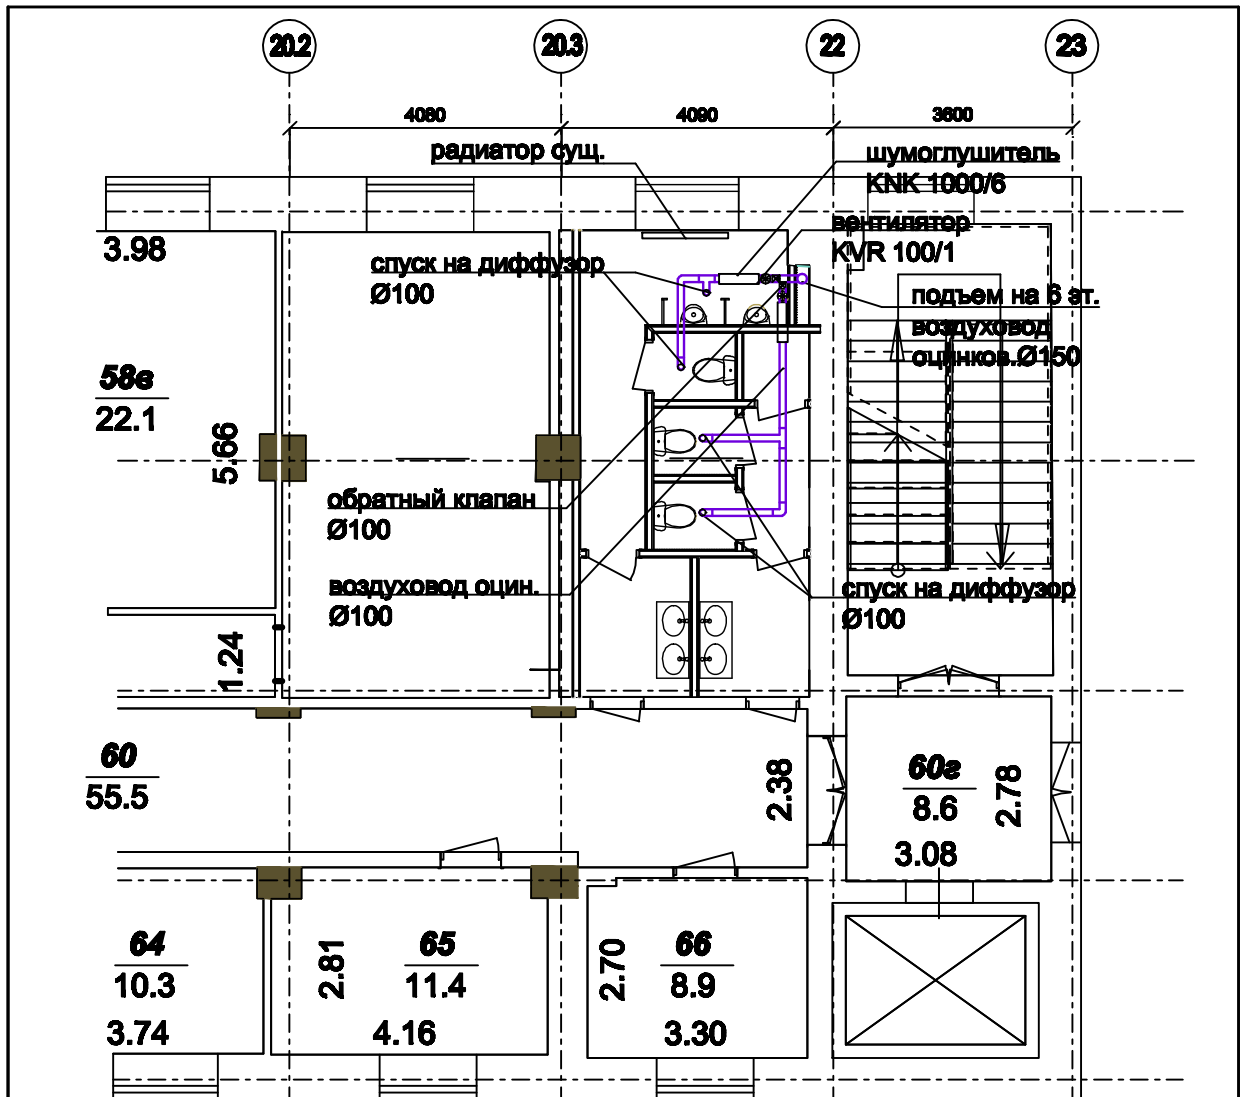 20.2
20.3
22
23
4080
4090
3600
радиатор сущ.
шумоглушитель
KNK 1000/6
вентилятор
KVR 100/1
3.98
спуск на диффузор
Ø100
подъем на 6 эт.
воздуховод
оцинков.Ø150
58в
22.1
5.66
обратный клапан
Ø100
воздуховод оцин.
Ø100
спуск на диффузор
Ø100
1.24
60
55.5
2.38
60г
8.6
2.78
3.08
64
10.3
3.74
2.81
65
11.4
4.16
2.70
66
8.9
3.30